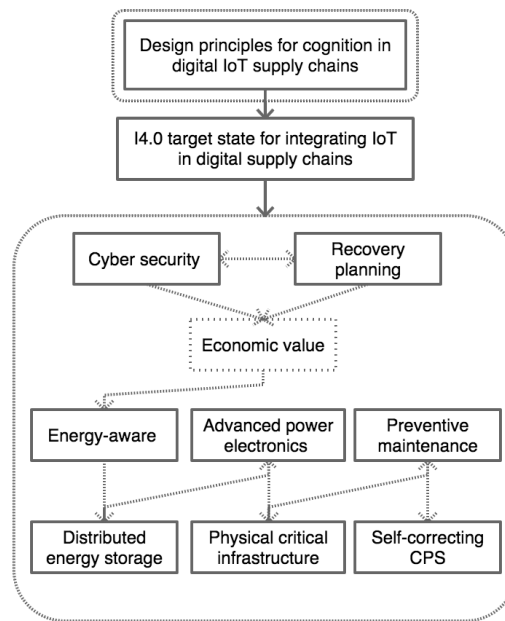 Design principles for cognition in
digital IoT supply chains
I4.0 target state for integrating IoT
in digital supply chains
Cyber security
Recovery
planning
Economic value
Energy-aware
Advanced power
electronics
Preventive
maintenance
Distributed
energy storage
Physical critical
infrastructure
Self-correcting
CPS